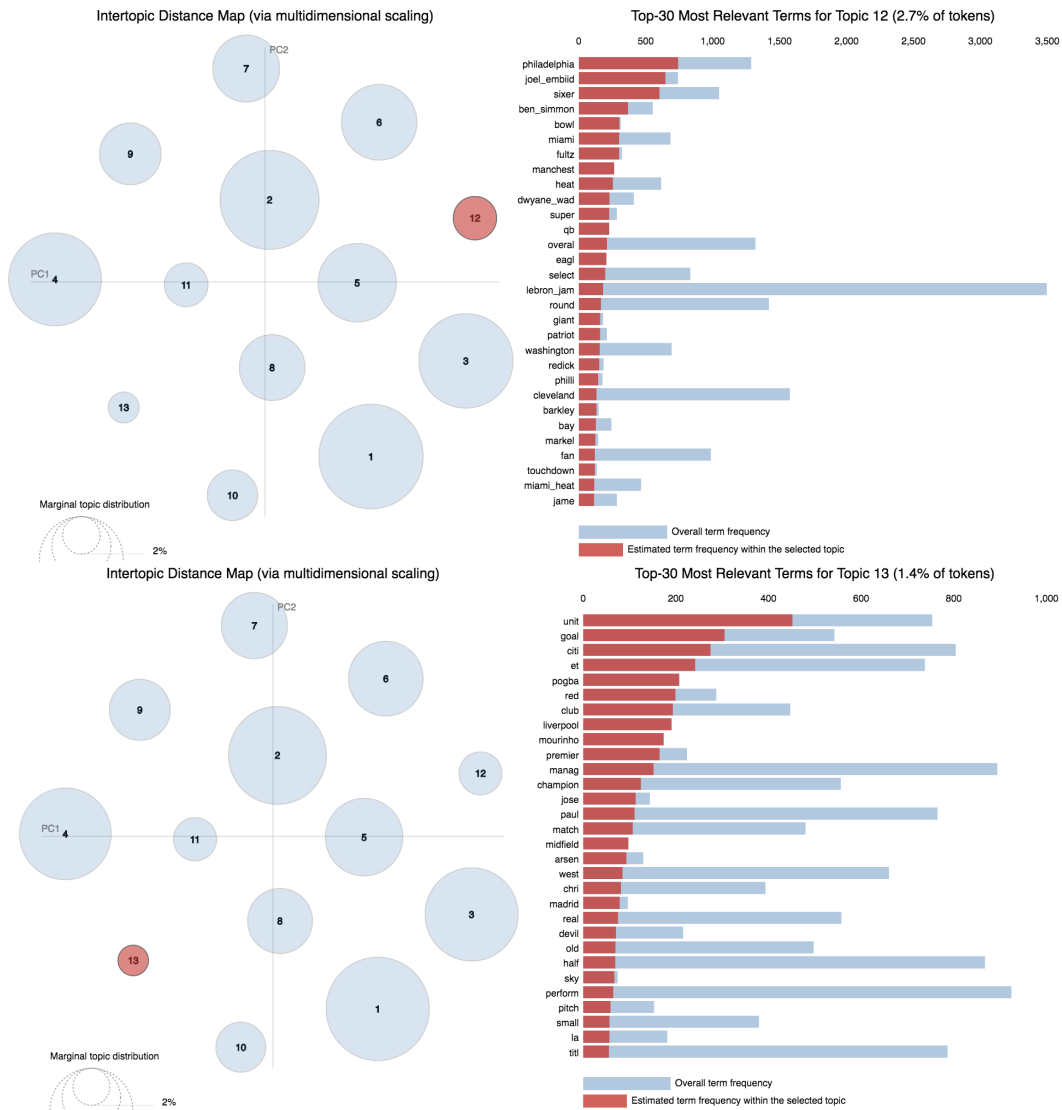 Intertopic Distance Map (via multidimensional scaling)
PC2
PC1
7
6
9
2
12
4
11
5
8
3
13
1
10
Marginal topic distribution
2%
Top-30 Most Relevant Terms for Topic 12 (2.7% of tokens)
0 500 1,000 1,500 2,000 2,500 3,000 3,500
philadelphia
joel_embiid
sixer
ben_simmon
bowl
miami
fultz
manchest
heat
dwyane_wad
super
qb
overal
eagl
select
lebron_jam
round
giant
patriot
washington
redick
philli
cleveland
barkley
bay
markel
fan
touchdown
miami_heat
jame
Overall term frequency
Estimated term frequency within the selected topic
Intertopic Distance Map (via multidimensional scaling)
PC2
PC1
7
6
9
2
12
4
11
5
8
3
13
1
10
Marginal topic distribution
2%
Top-30 Most Relevant Terms for Topic 13 (1.4% of tokens)
0 200 400 600 800 1,000
unit
goal
citi
et
pogba
red
club
liverpool
mourinho
premier
manag
champion
jose
paul
match
midfield
arsen
west
chri
madrid
real
devil
old
half
sky
perform
pitch
small
la
titl
Overall term frequency
Estimated term frequency within the selected topic